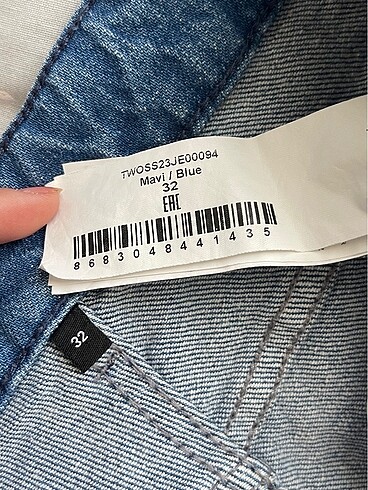 TWOSS23JE00094
Mavi / Blue
32
EAC
8683048441435
32